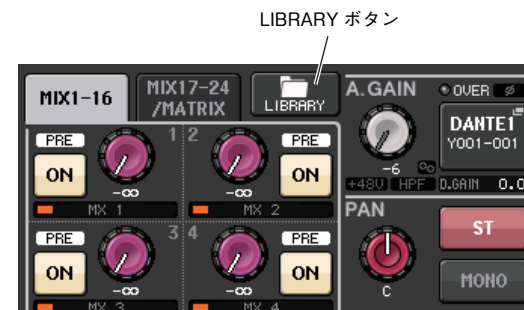 LIBRARY ボタン
MIX1-16
MIX17-24
/MATRIX
LIBRARY
A.GAIN
OVER
DANTE1
Y001-001
PRE
1 2
PRE
ON
ON
-∞
-∞
-6
+48V HPF D.GAIN 0.0
MX 1
MX 2
PRE
3 4
PRE
PAN
ST
ON
ON
-∞
-∞
C
MONO
MX 3
MX 4